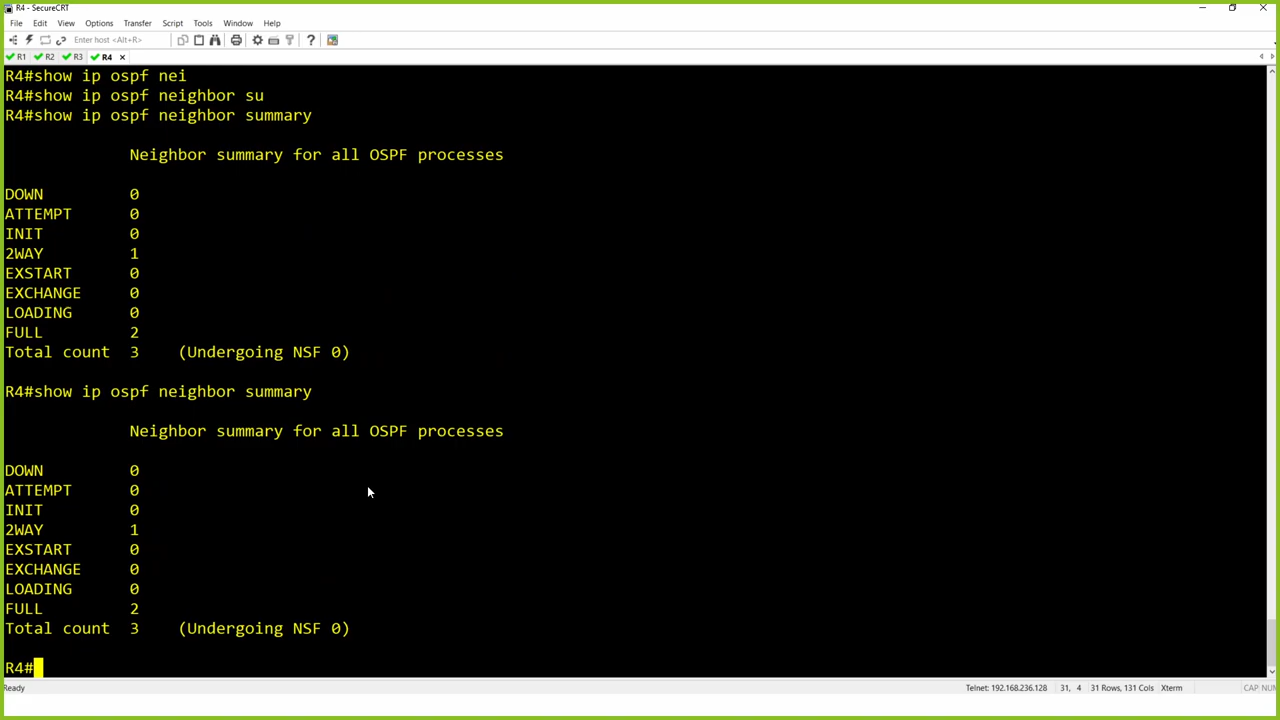 R4 - SecureCRT
File Edit View Options Transfer Script Tools Window Help
Enter host <Alt+R>
R1 R2 R3 R4
R4#show ip ospf nei
R4#show ip ospf neighbor su
R4#show ip ospf neighbor summary
Neighbor summary for all OSPF processes
DOWN 0
ATTEMPT 0
INIT 0
2WAY 1
EXSTART 0
EXCHANGE 0
LOADING 0
FULL 2
Total count 3 (Undergoing NSF 0)
R4#show ip ospf neighbor summary
Neighbor summary for all OSPF processes
DOWN 0
ATTEMPT 0
INIT 0
2WAY 1
EXSTART 0
EXCHANGE 0
LOADING 0
FULL 2
Total count 3 (Undergoing NSF 0)
R4#
Ready Telnet: 192.168.236.128 31, 4 31 Rows, 131 Cols Xterm CAP NUM